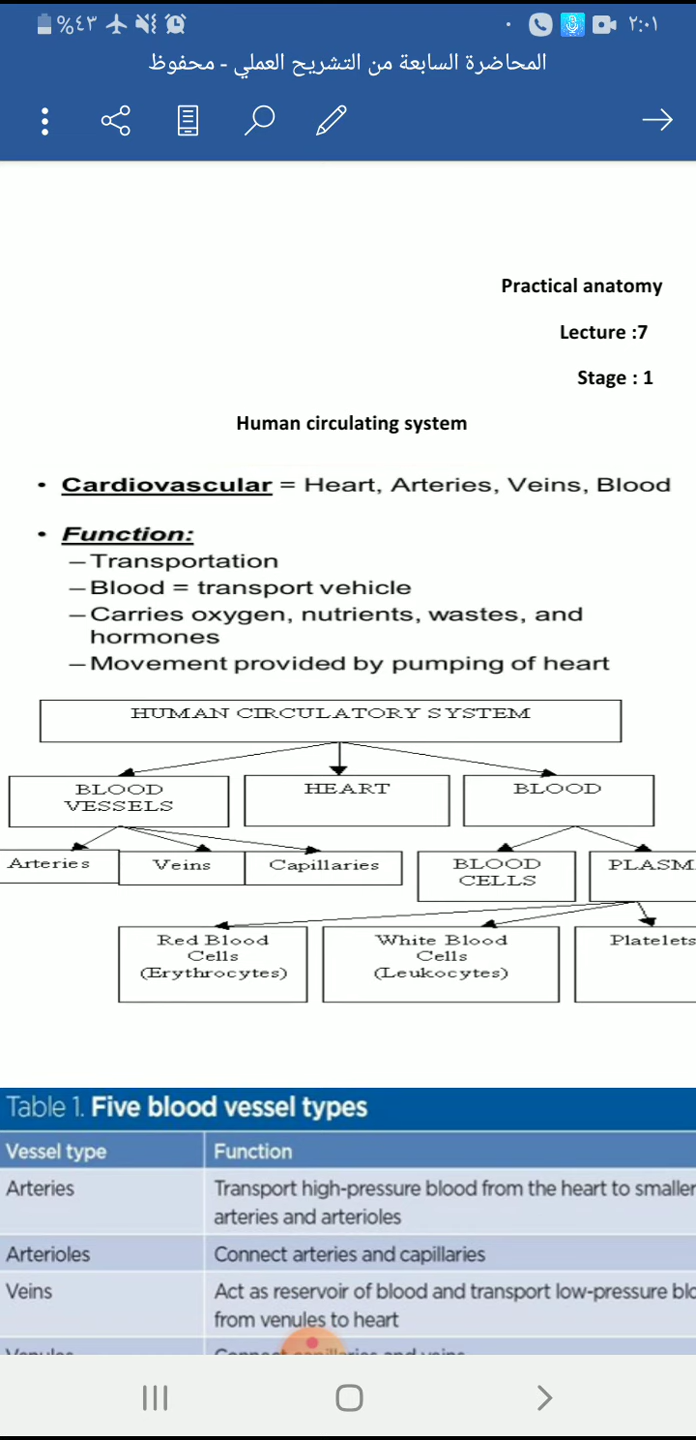 %٤٣
٢:٠١
المحاضرة السابعة من التشريح العملي - محفوظ
Practical anatomy
Lecture :7
Stage : 1
Human circulating system
• Cardiovascular = Heart, Arteries, Veins, Blood
• Function:
– Transportation
– Blood = transport vehicle
– Carries oxygen, nutrients, wastes, and
hormones
– Movement provided by pumping of heart
HUMAN CIRCULATORY SYSTEM
BLOOD
VESSELS
HEART
BLOOD
Arteries
Veins
Capillaries
BLOOD
CELLS
PLASM
Red Blood
Cells
(Erythrocytes)
White Blood
Cells
(Leukocytes)
Platelets
Table 1. Five blood vessel types
Vessel type Function
Arteries Transport high-pressure blood from the heart to smaller
arteries and arterioles
Arterioles Connect arteries and capillaries
Veins Act as reservoir of blood and transport low-pressure blo
from venules to heart